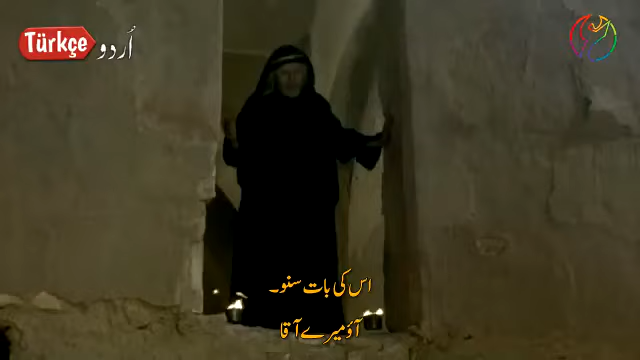 Türkçe اُردو
اس کی بات سنو۔
آؤ میرے آقا